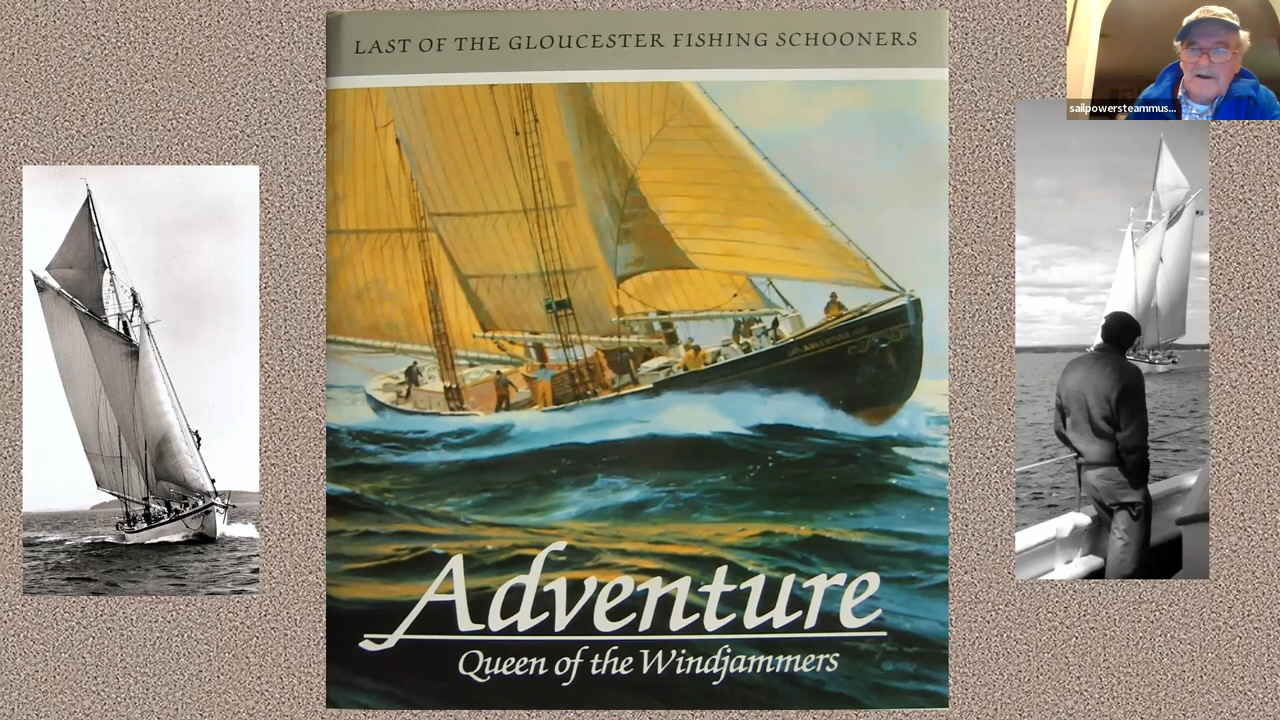 LAST OF THE GLOUCESTER FISHING SCHOONERS
sailpowersteammus...
Adventure
Queen of the Windjammers